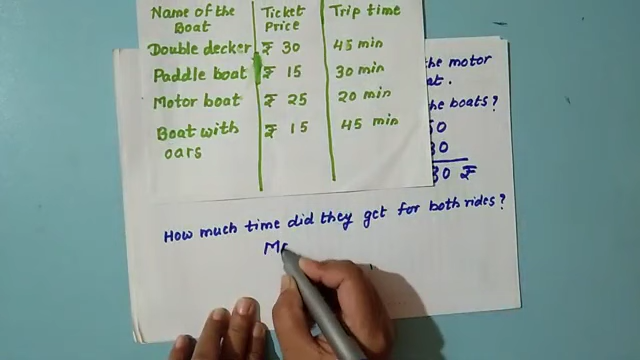 Name of the Boat Ticket Price Trip time
Double decker ₹ 30 45 min
Paddle boat ₹ 15 30 min
Motor boat ₹ 25 20 min
Boat with oars ₹ 15 45 min
the motor
at.
the boats?
30 ₹
How much time did they get for both rides?